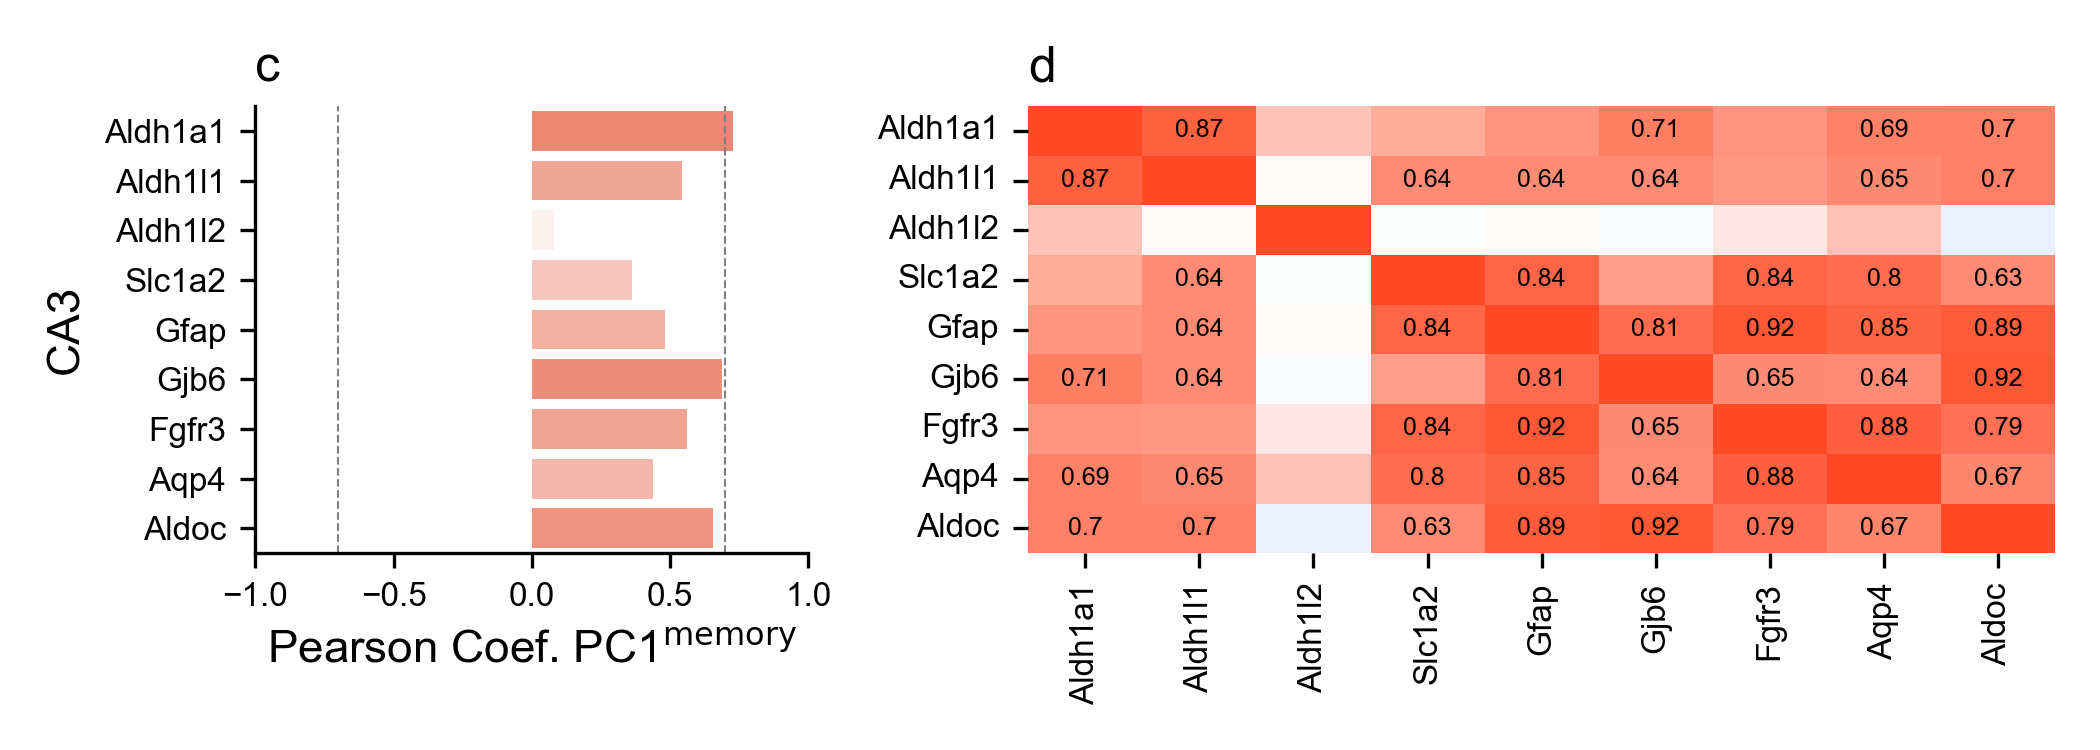 c
CA3
Aldh1a1
Aldh1l1
Aldh1l2
Slc1a2
Gfap
Gjb6
Fgfr3
Aqp4
Aldoc
−1.0 −0.5 0.0 0.5 1.0
Pearson Coef. PC1memory
d
Aldh1a1 0.87 0.71 0.69 0.7
Aldh1l1 0.87 0.64 0.64 0.64 0.65 0.7
Aldh1l2
Slc1a2 0.64 0.84 0.84 0.8 0.63
Gfap 0.64 0.84 0.81 0.92 0.85 0.89
Gjb6 0.71 0.64 0.81 0.65 0.64 0.92
Fgfr3 0.84 0.92 0.65 0.88 0.79
Aqp4 0.69 0.65 0.8 0.85 0.64 0.88 0.67
Aldoc 0.7 0.7 0.63 0.89 0.92 0.79 0.67
Aldh1a1 Aldh1l1 Aldh1l2 Slc1a2 Gfap Gjb6 Fgfr3 Aqp4 Aldoc